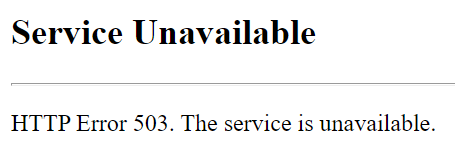 Service Unavailable
HTTP Error 503. The service is unavailable.